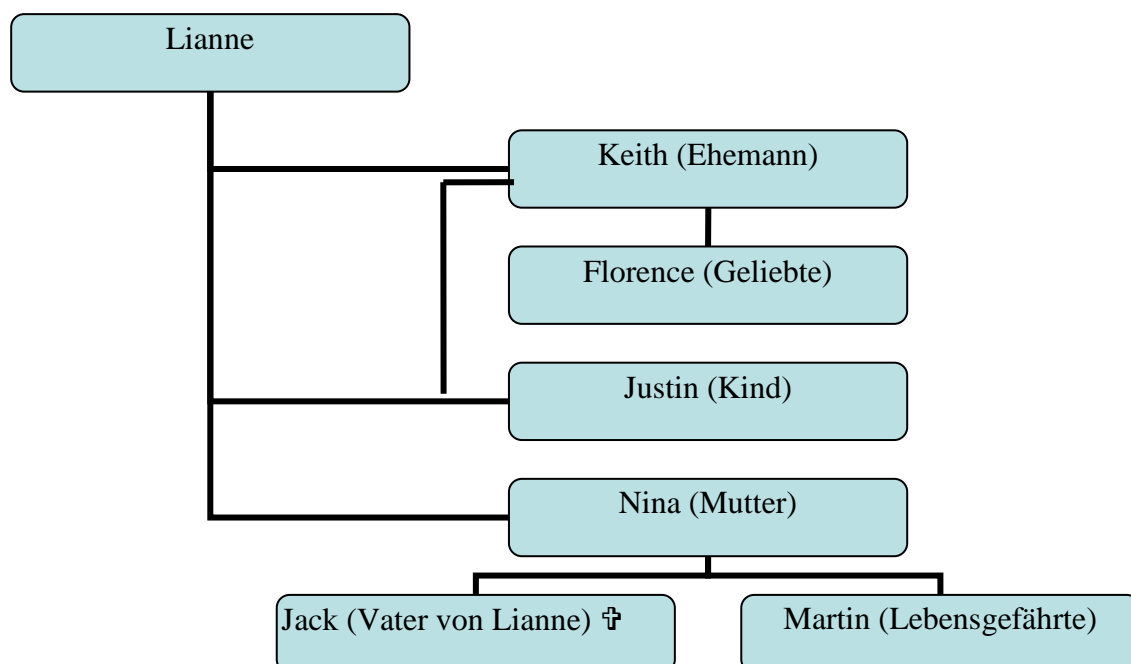 Lianne
Keith (Ehemann)
Florence (Geliebte)
Justin (Kind)
Nina (Mutter)
Jack (Vater von Lianne) ✞
Martin (Lebensgefährte)